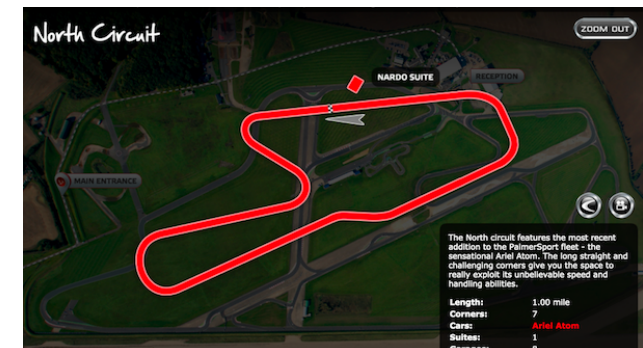 North Circuit
ZOOM OUT
NARDO SUITE
RECEPTION
MAIN ENTRANCE
The North circuit features the most recent
addition to the PalmerSport fleet - the
sensational Ariel Atom. The long straight and
challenging corners give you the space to
really exploit its unbelievable speed and
handling abilities.
Length: 1.00 mile
Corners: 7
Cars: Ariel Atom
Suites: 1